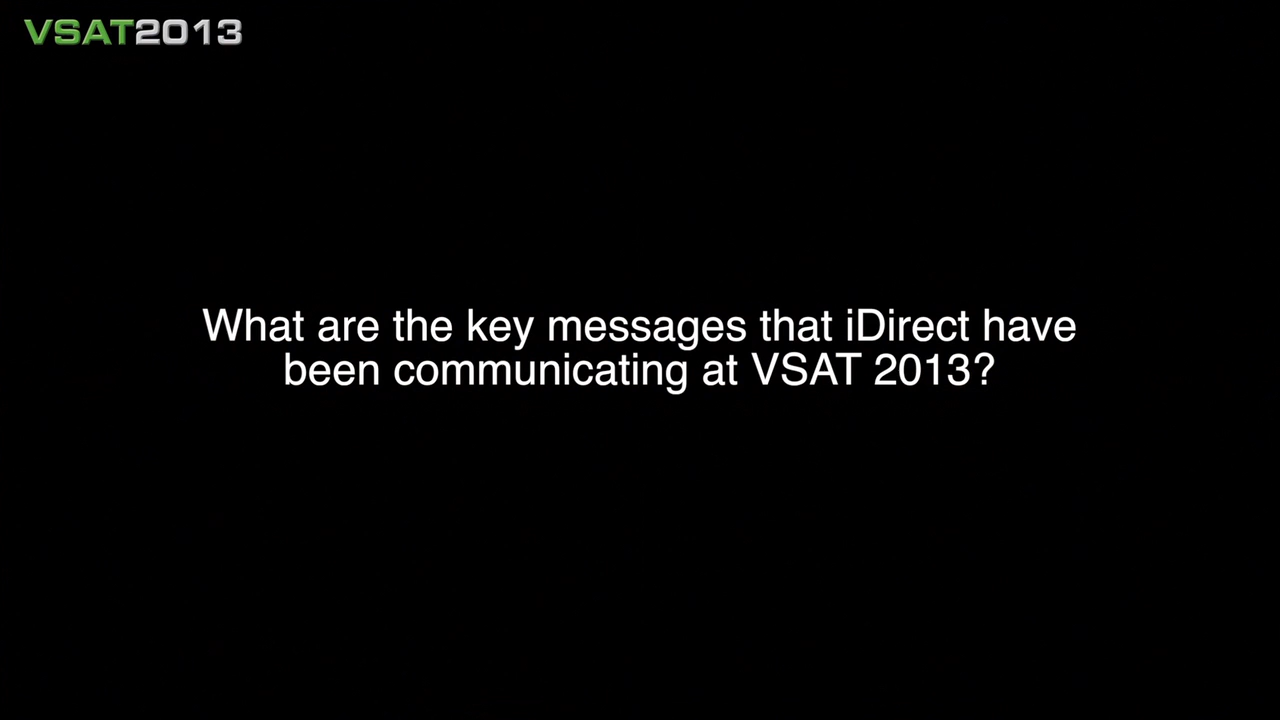 VSAT2013
What are the key messages that iDirect have
been communicating at VSAT 2013?